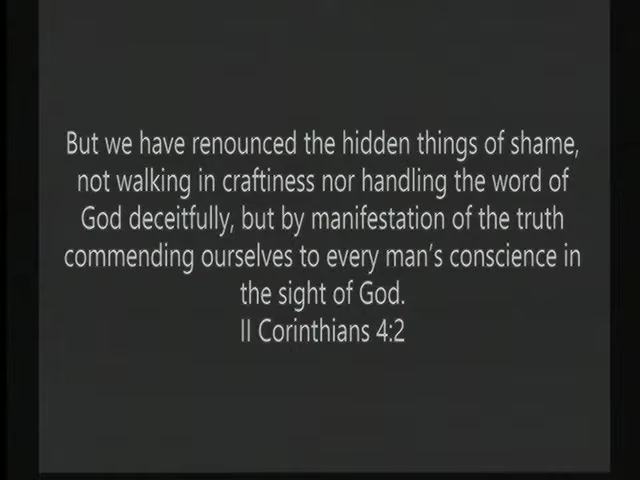 But we have renounced the hidden things of shame,
not walking in craftiness nor handling the word of
God deceitfully, but by manifestation of the truth
commending ourselves to every man's conscience in
the sight of God.
II Corinthians 4:2